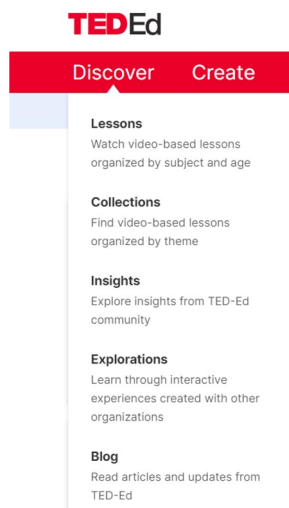 TEDEd
Discover Create
Lessons
Watch video-based lessons
organized by subject and age
Collections
Find video-based lessons
organized by theme
Insights
Explore insights from TED-Ed
community
Explorations
Learn through interactive
experiences created with other
organizations
Blog
Read articles and updates from
TED-Ed